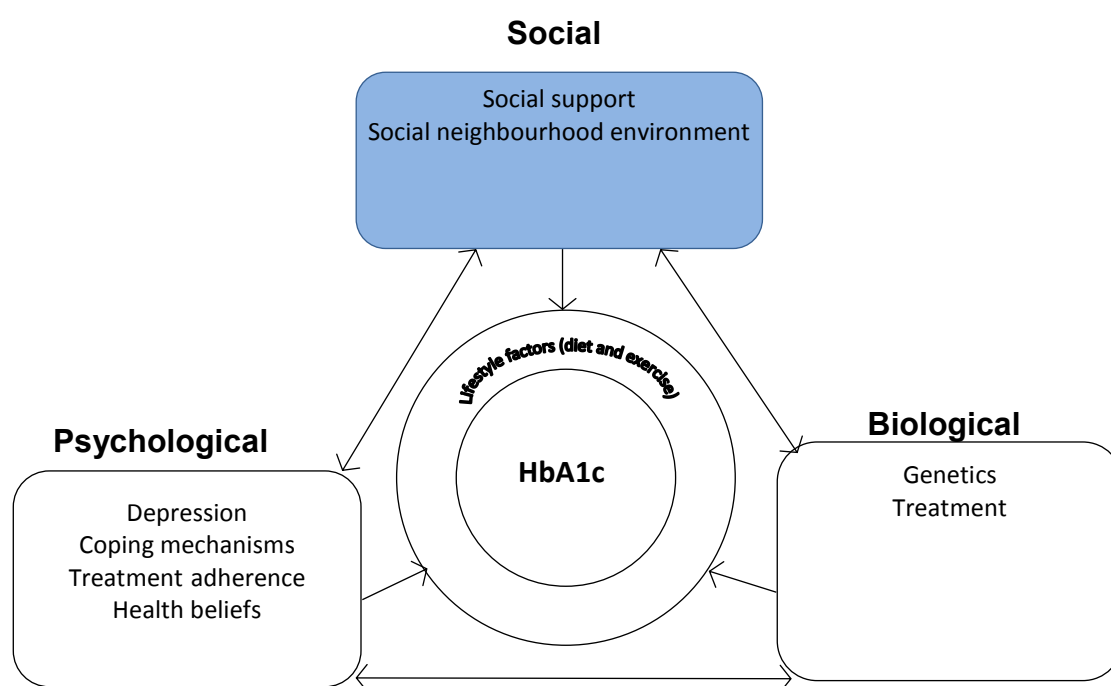 Social
Social support
Social neighbourhood environment
Lifestyle factors (diet and exercise)
HbA1c
Psychological
Depression
Coping mechanisms
Treatment adherence
Health beliefs
Biological
Genetics
Treatment